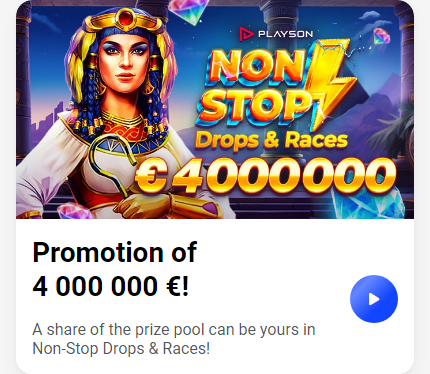 PLAYSON
NON
STOP
Drops & Races
€4000000
Promotion of
4 000 000 €!
A share of the prize pool can be yours in
Non-Stop Drops & Races!